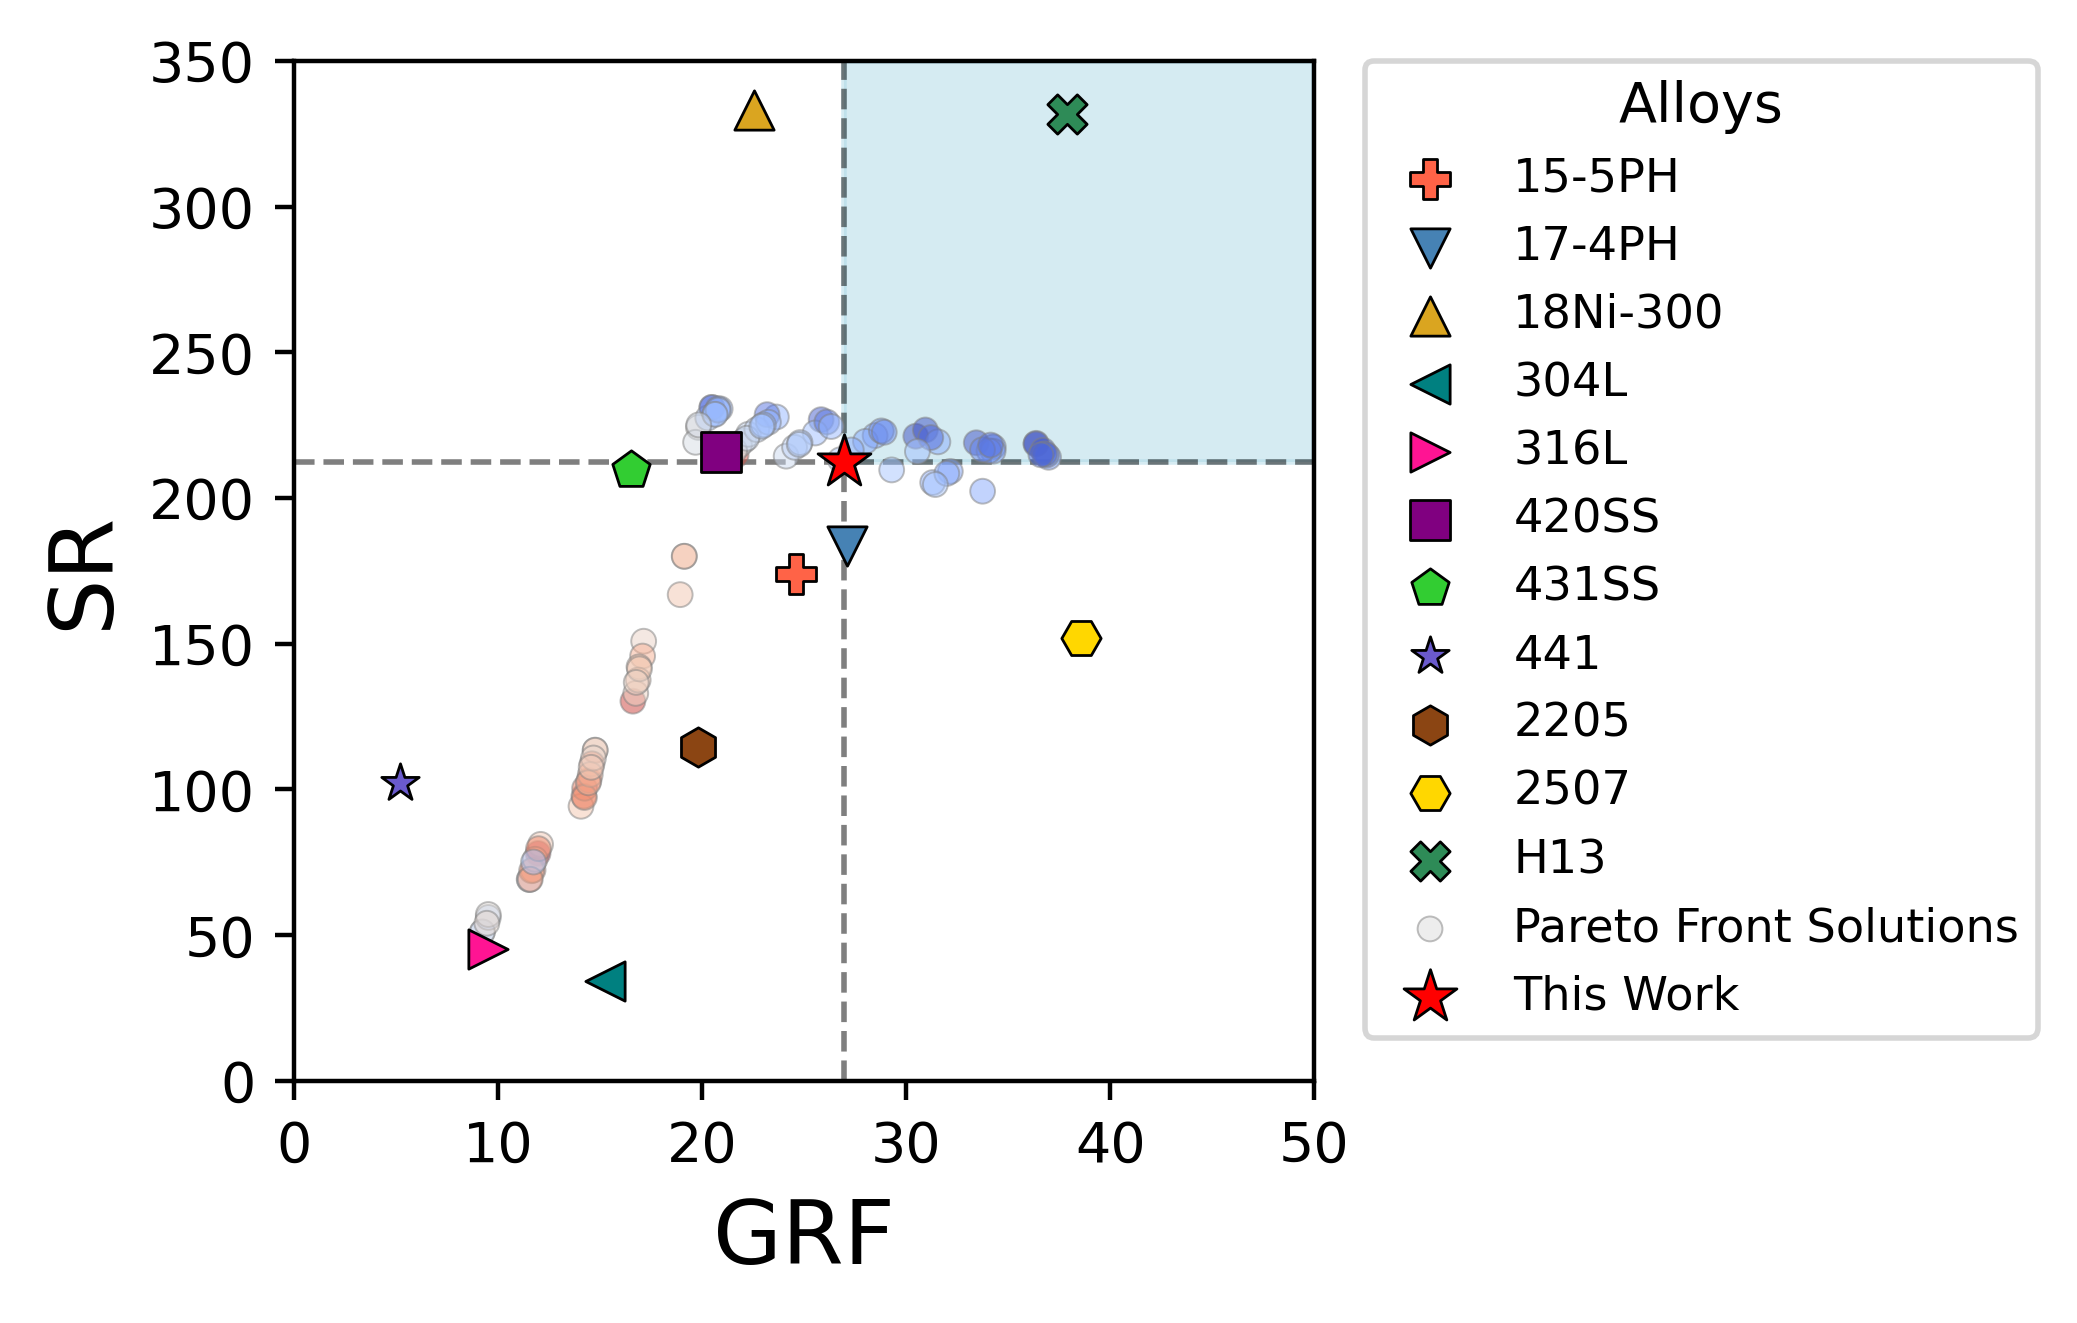 350
300
250
200
150
100
50
0
SR
0 10 20 30 40 50
GRF
Alloys
15-5PH
17-4PH
18Ni-300
304L
316L
420SS
431SS
441
2205
2507
H13
Pareto Front Solutions
This Work